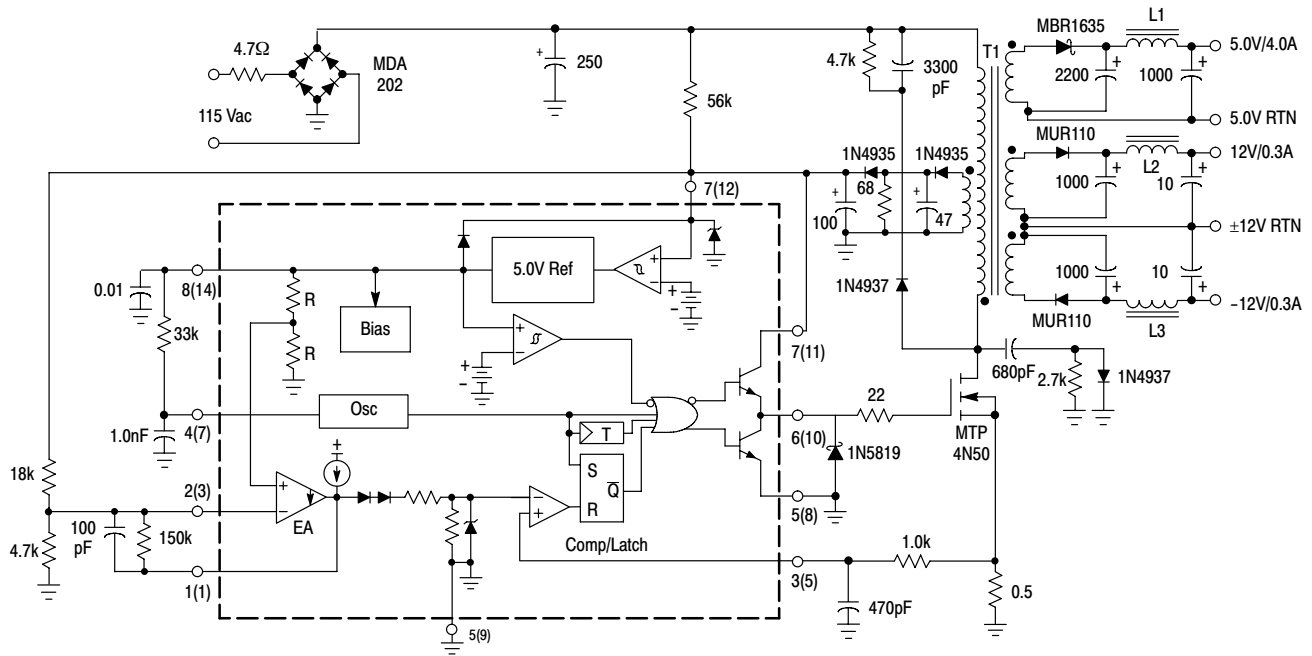 4.7Ω
MDA
202
115 Vac
+
250
56k
4.7k
3300
pF
T1
MBR1635
L1
+
2200
+
1000
5.0V/4.0A
5.0V RTN
MUR110
+
1000
L2
+
10
12V/0.3A
±12V RTN
1000
+
10
+
MUR110
L3
–12V/0.3A
1N4935
1N4935
68
+
100
+
47
1N4937
680pF
2.7k
1N4937
7(12)
5.0V Ref
+
–
+
–
0.01
8(14)
33k
R
R
Bias
+
–
+
–
7(11)
Osc
1.0nF
4(7)
T
22
6(10)
1N5819
MTP
4N50
18k
2(3)
+
–
EA
+
S
R
Q
–
+
5(8)
100
pF
150k
4.7k
1(1)
Comp/Latch
3(5)
1.0k
470pF
0.5
5(9)